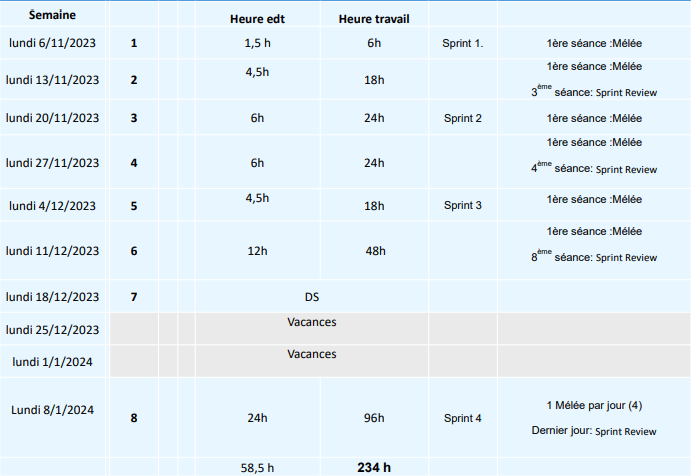 Semaine Heure edt Heure travail
lundi 6/11/2023 1 1,5 h 6h Sprint 1. 1ère séance :Mélée
lundi 13/11/2023 2 4,5h 18h 1ère séance :Mélée
3ème séance: Sprint Review
lundi 20/11/2023 3 6h 24h Sprint 2 1ère séance :Mélée
lundi 27/11/2023 4 6h 24h 1ère séance :Mélée
4ème séance: Sprint Review
lundi 4/12/2023 5 4,5h 18h Sprint 3 1ère séance :Mélée
lundi 11/12/2023 6 12h 48h 1ère séance :Mélée
8ème séance: Sprint Review
lundi 18/12/2023 7 DS
lundi 25/12/2023 Vacances
lundi 1/1/2024 Vacances
Lundi 8/1/2024 8 24h 96h Sprint 4 1 Mélée par jour (4)
Dernier jour: Sprint Review
58,5 h 234 h